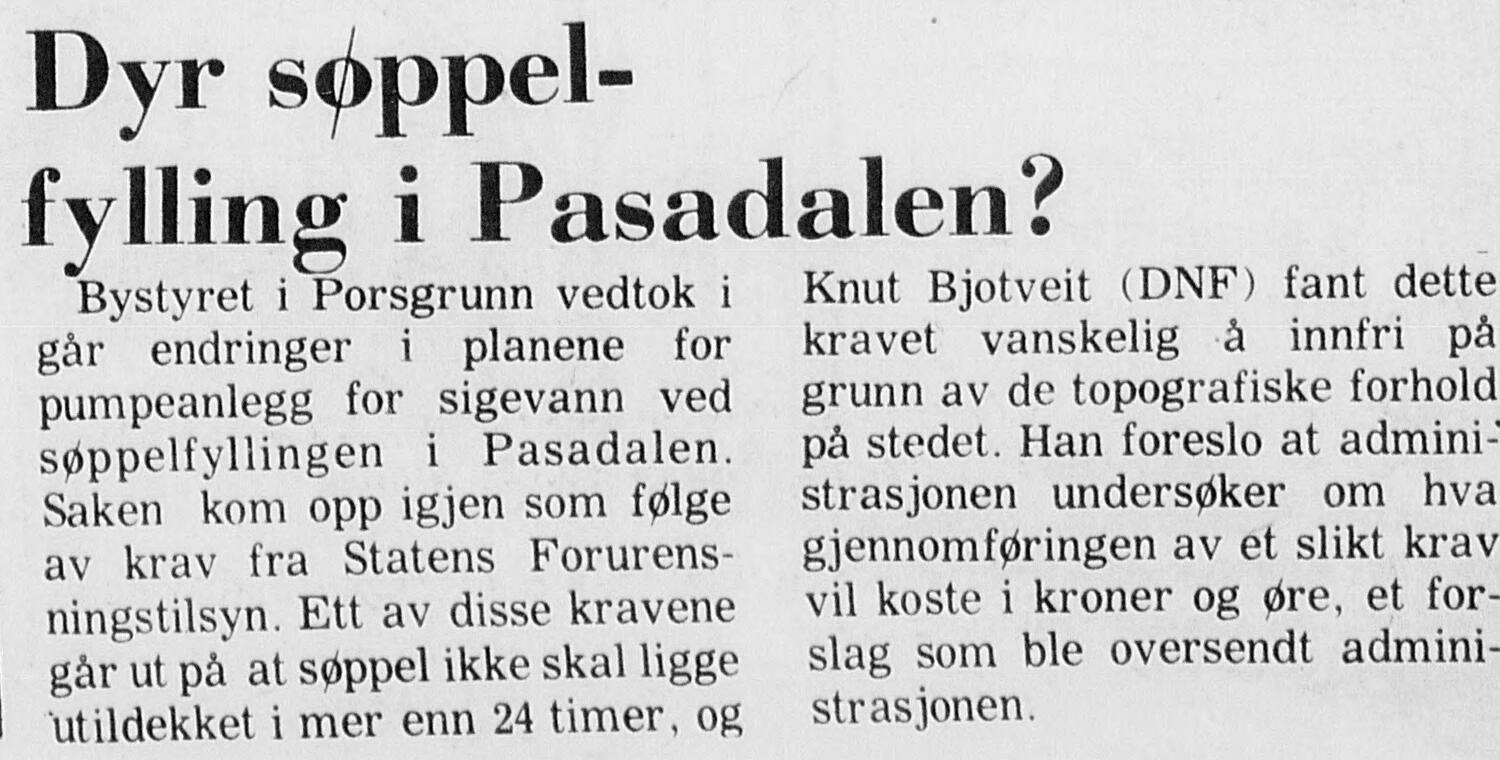 Dyr søppel-
fylling i Pasadalen?
Bystyret i Porsgrunn vedtok i
går endringer i planene for
pumpeanlegg for sigevann ved
søppelfyllingen i Pasadalen.
Saken kom opp igjen som følge
av krav fra Statens Forurens-
ningstilsyn. Ett av disse kravene
går ut på at søppel ikke skal ligge
utildekket i mer enn 24 timer, og
Knut Bjotveit (DNF) fant dette
kravet vanskelig å innfri på
grunn av de topografiske forhold
på stedet. Han foreslo at admini-
strasjonen undersøker om hva
gjennomføringen av et slikt krav
vil koste i kroner og øre, et for-
slag som ble oversendt admini-
strasjonen.